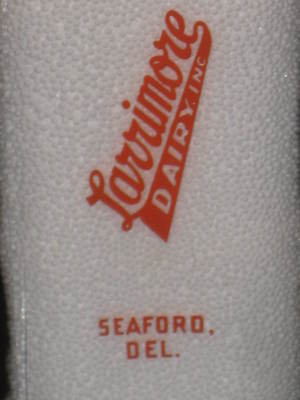 Larrimore
DAIRY, INC.
SEAFORD,
DEL.